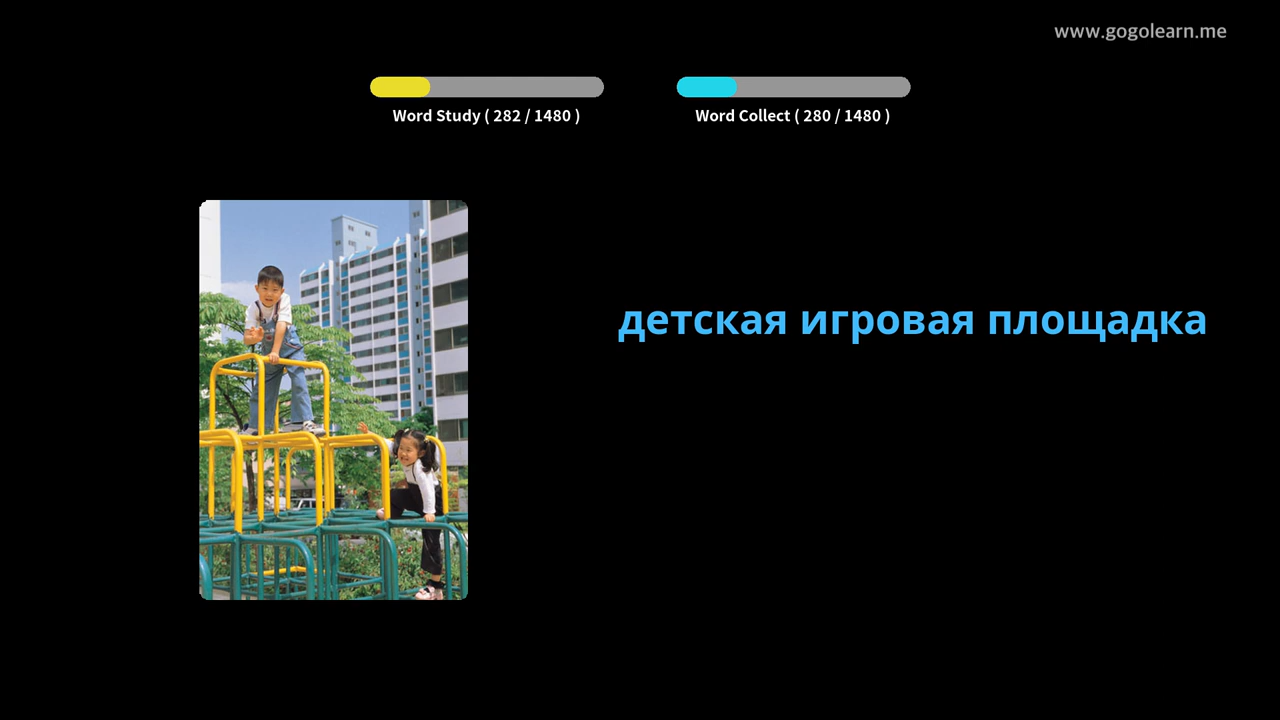 www.gogolearn.me
Word Study ( 282 / 1480 )
Word Collect ( 280 / 1480 )
детская игровая площадка